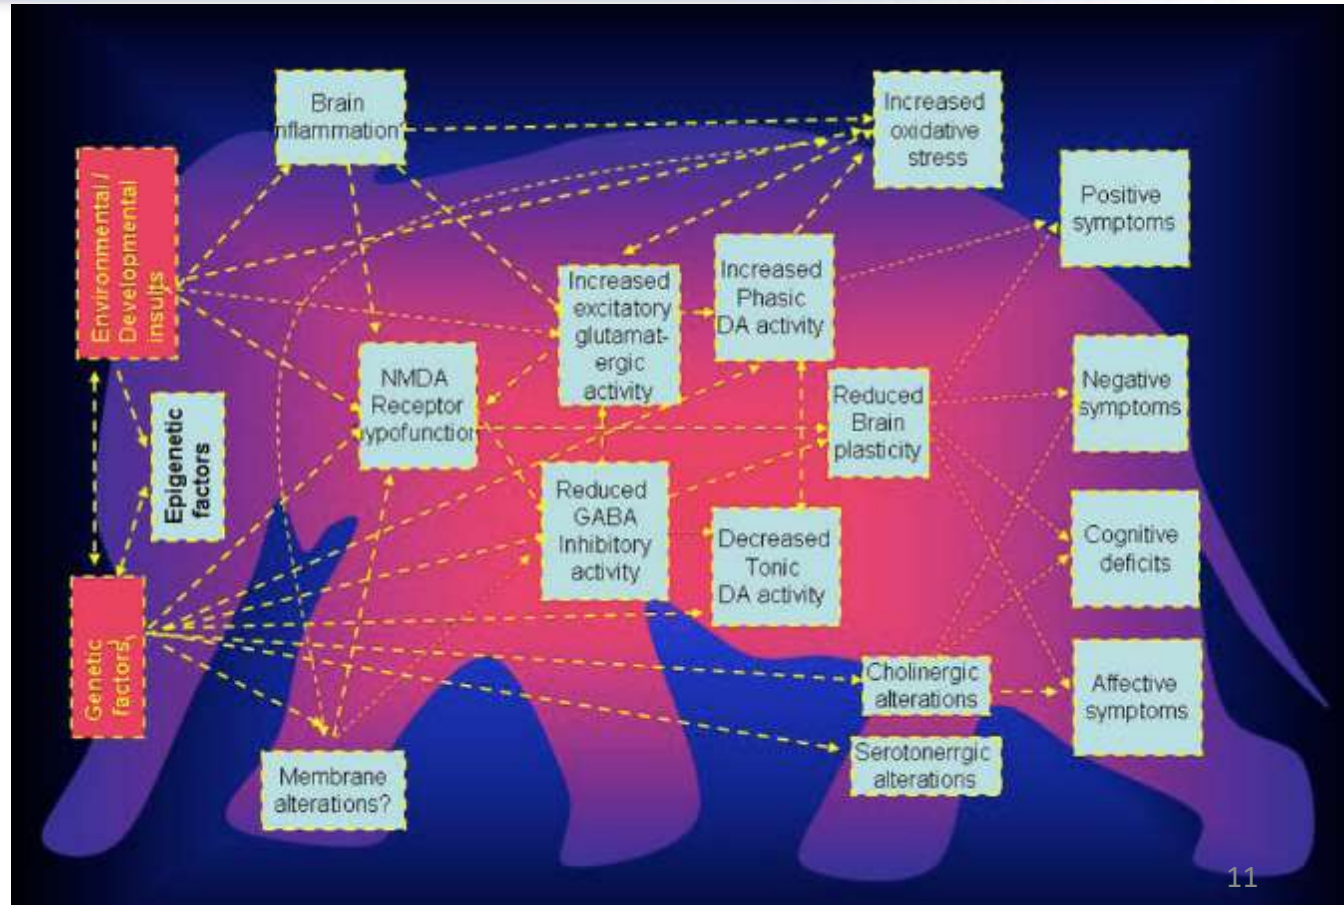 Brain
nflammation?
Increased
oxidative
stress
Environmental /
Developmental
insults
Positive
symptoms
Increased
excitatory
glutamat-
ergic
activity
Increased
Phasic
DA activity
NMDA
Receptor
ypofunction
Reduced
Brain
plasticity
Negative
symptoms
Epigenetic
factors
Reduced
GABA
Inhibitory
activity
Decreased
Tonic
DA activity
Cognitive
deficits
Genetic
factors
Cholinergic
alterations
Affective
symptoms
Membrane
alterations?
Serotonerrgic
alterations
11